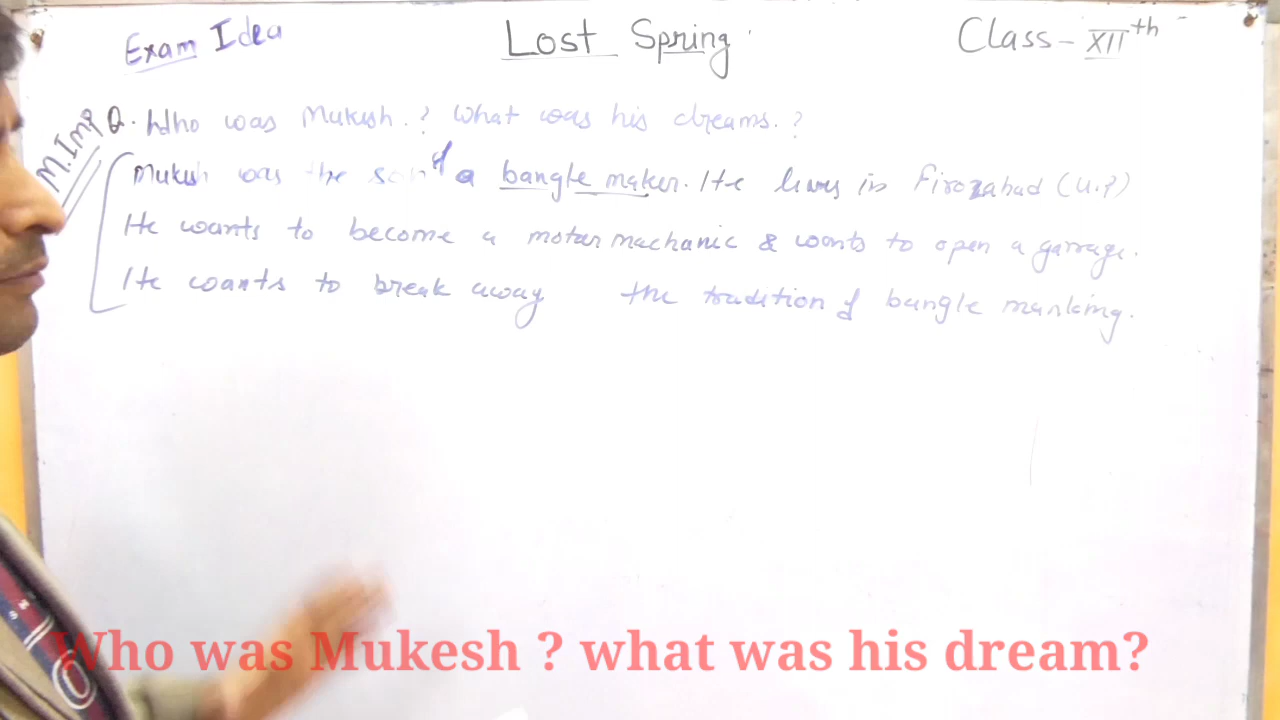 Exam Idea
Lost Spring
Class - XIIth
M.Imp Q. Who was Mukesh.? What was his dreams.?
Mukesh was the son of a bangle maker. He lives in Firozabad (U.P)
He wants to become a motor machanic & wants to open a garrage.
He wants to break away the tradition of bangle manking.
Who was Mukesh ? what was his dream?